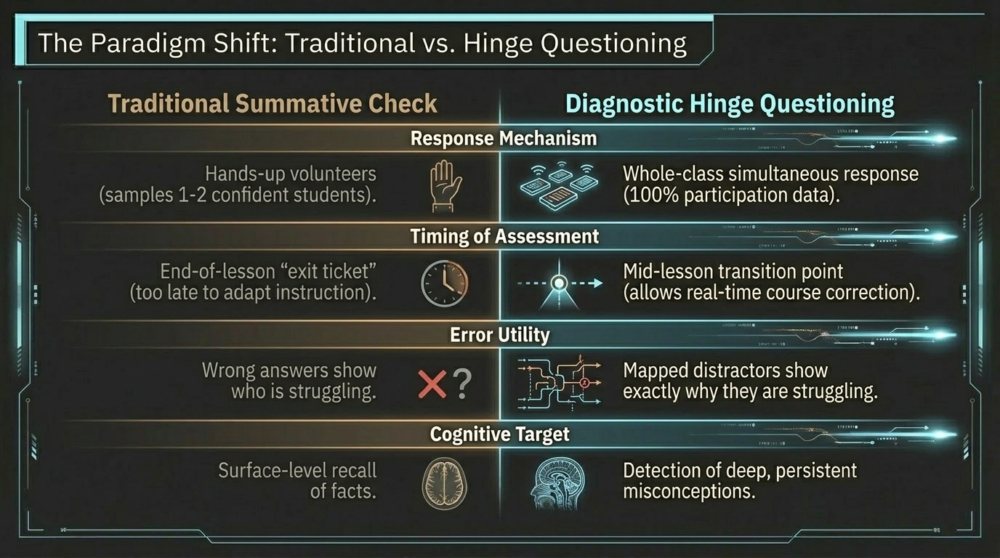 The Paradigm Shift: Traditional vs. Hinge Questioning
Traditional Summative Check
Diagnostic Hinge Questioning
Response Mechanism
Hands-up volunteers
(samples 1-2 confident students).
Whole-class simultaneous response
(100% participation data).
Timing of Assessment
End-of-lesson “exit ticket”
(too late to adapt instruction).
Mid-lesson transition point
(allows real-time course correction).
Error Utility
Wrong answers show
who is struggling.
Mapped distractors show
exactly why they are struggling.
Cognitive Target
Surface-level recall
of facts.
Detection of deep, persistent
misconceptions.